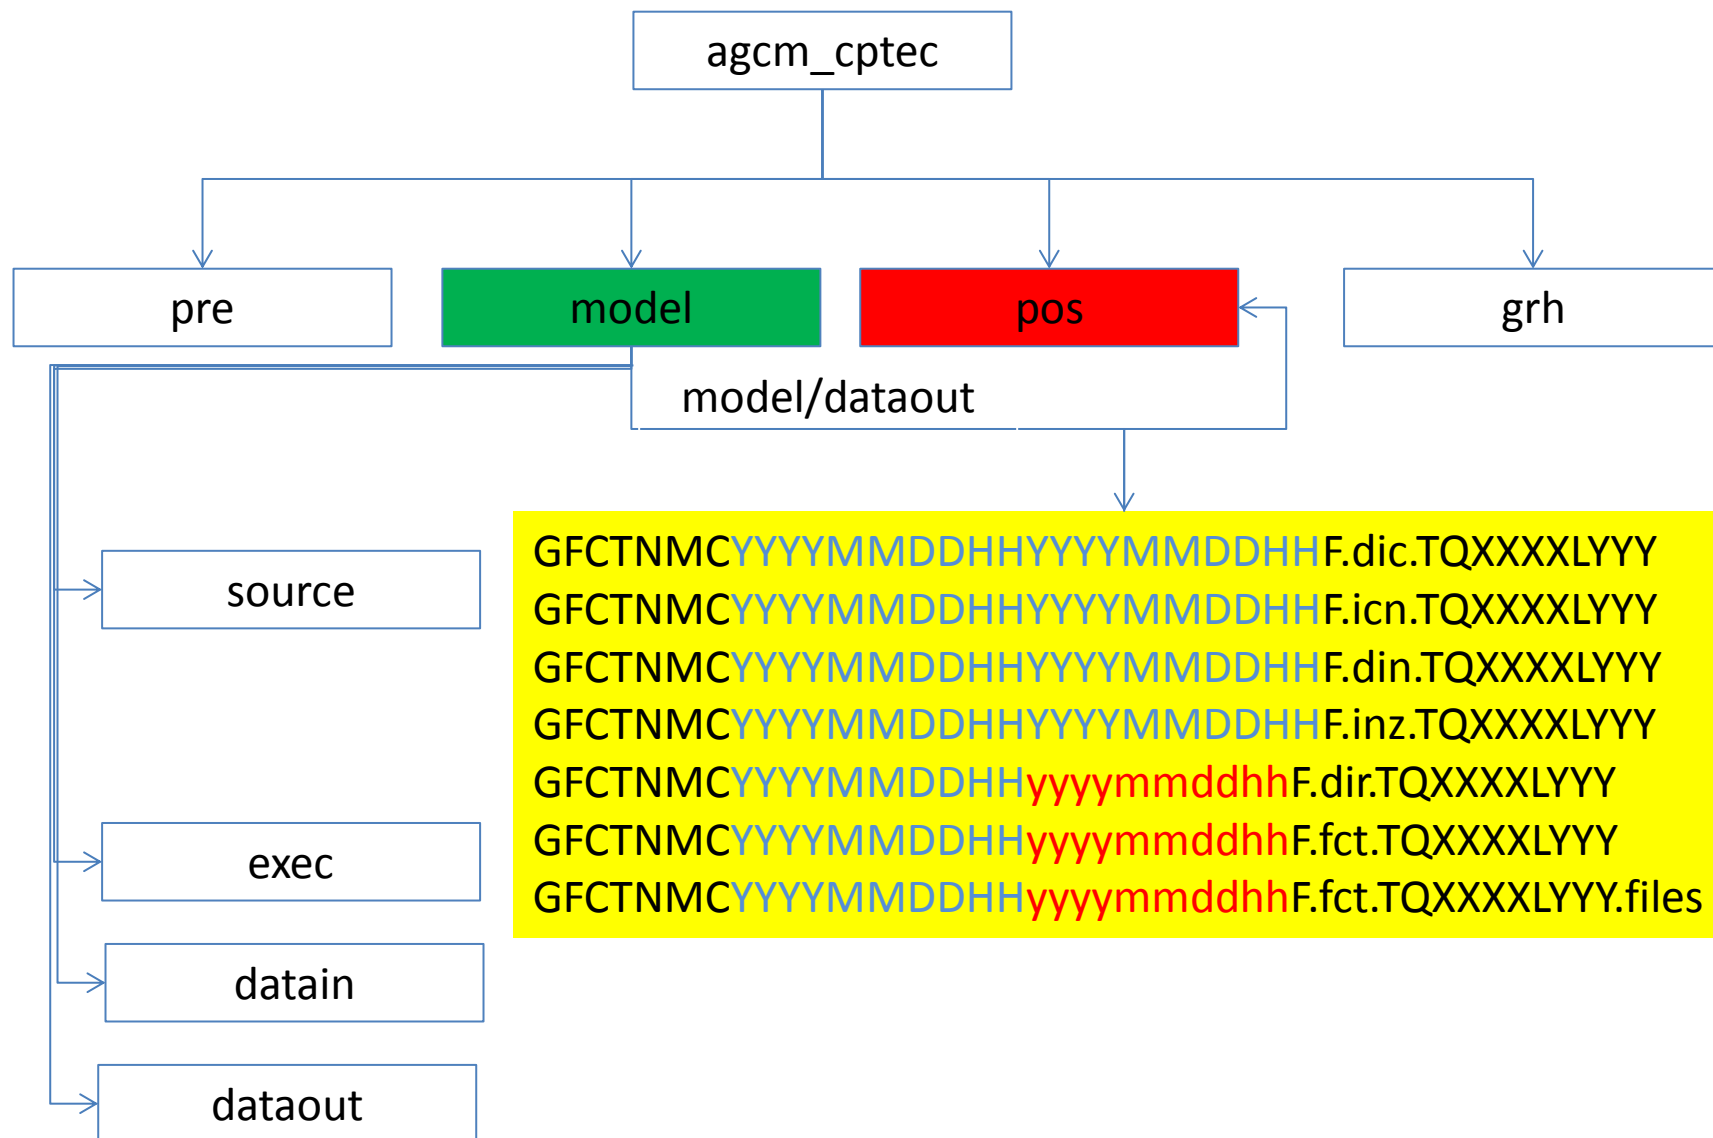 agcm_cptec
pre
model
pos
grh
model/dataout
GFCTNMCYYYYMMDDHHYYYYMMDDHHF.dic.TQXXXXLYYY
GFCTNMCYYYYMMDDHHYYYYMMDDHHF.icn.TQXXXXLYYY
GFCTNMCYYYYMMDDHHYYYYMMDDHHF.din.TQXXXXLYYY
GFCTNMCYYYYMMDDHHYYYYMMDDHHF.inz.TQXXXXLYYY
GFCTNMCYYYYMMDDHHyyyymmddhhF.dir.TQXXXXLYYY
GFCTNMCYYYYMMDDHHyyyymmddhhF.fct.TQXXXXLYYY
GFCTNMCYYYYMMDDHHyyyymmddhhF.fct.TQXXXXLYYY.files
source
exec
datain
dataout